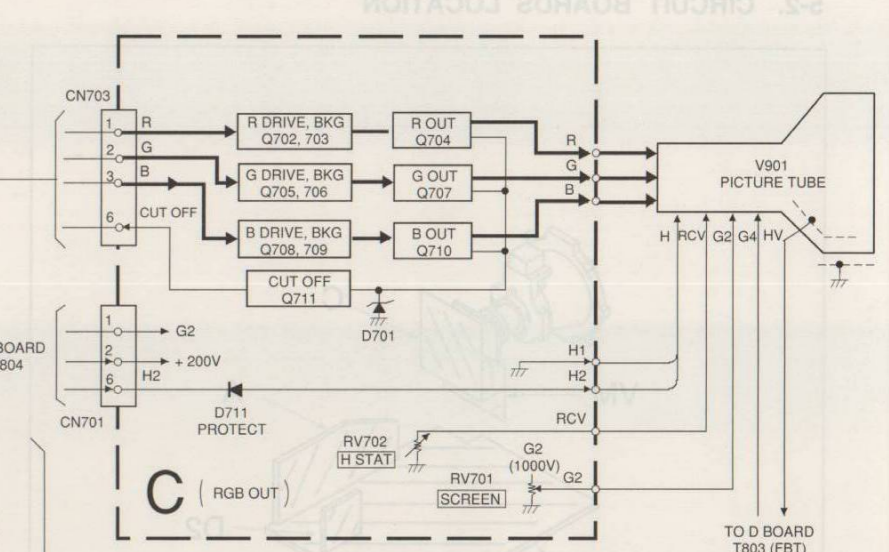 5-2. CIRCUIT BOARDS LOCATION
CN703
1 R
2 G
3 B
6 CUT OFF
R DRIVE, BKG
Q702, 703
R OUT
Q704
G DRIVE, BKG
Q705, 706
G OUT
Q707
B DRIVE, BKG
Q708, 709
B OUT
Q710
CUT OFF
Q711
D701
R
G
B
V901
PICTURE TUBE
H RCV G2 G4 HV
BOARD
804
1 G2
2 +200V
6 H2
CN701
D711
PROTECT
H1
H2
RCV
RV702
H STAT
G2
(1000V)
G2
RV701
SCREEN
C (RGB OUT)
TO D BOARD
T803 (FBT)
C
D2